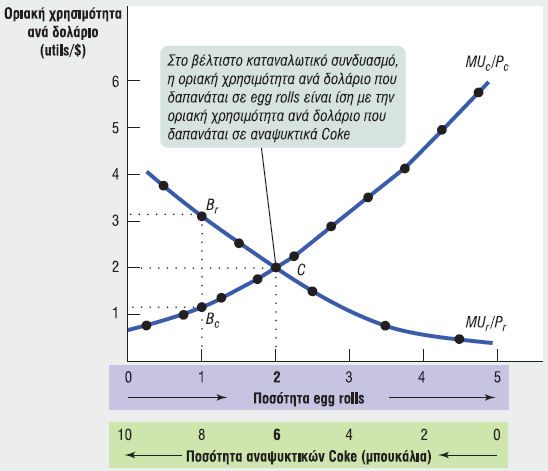 Οριακή χρησιμότητα
ανά δολάριο
(utils/$)
Στο βέλτιστο καταναλωτικό συνδυασμό,
η οριακή χρησιμότητα ανά δολάριο που
δαπανάται σε egg rolls είναι ίση με την
οριακή χρησιμότητα ανά δολάριο που
δαπανάται σε αναψυκτικά Coke
MUc/Pc
6
5
4
3
2
1
Br
C
Bc
MUr/Pr
0 1 2 3 4 5
Ποσότητα egg rolls
10 8 6 4 2 0
Ποσότητα αναψυκτικών Coke (μπουκάλια)